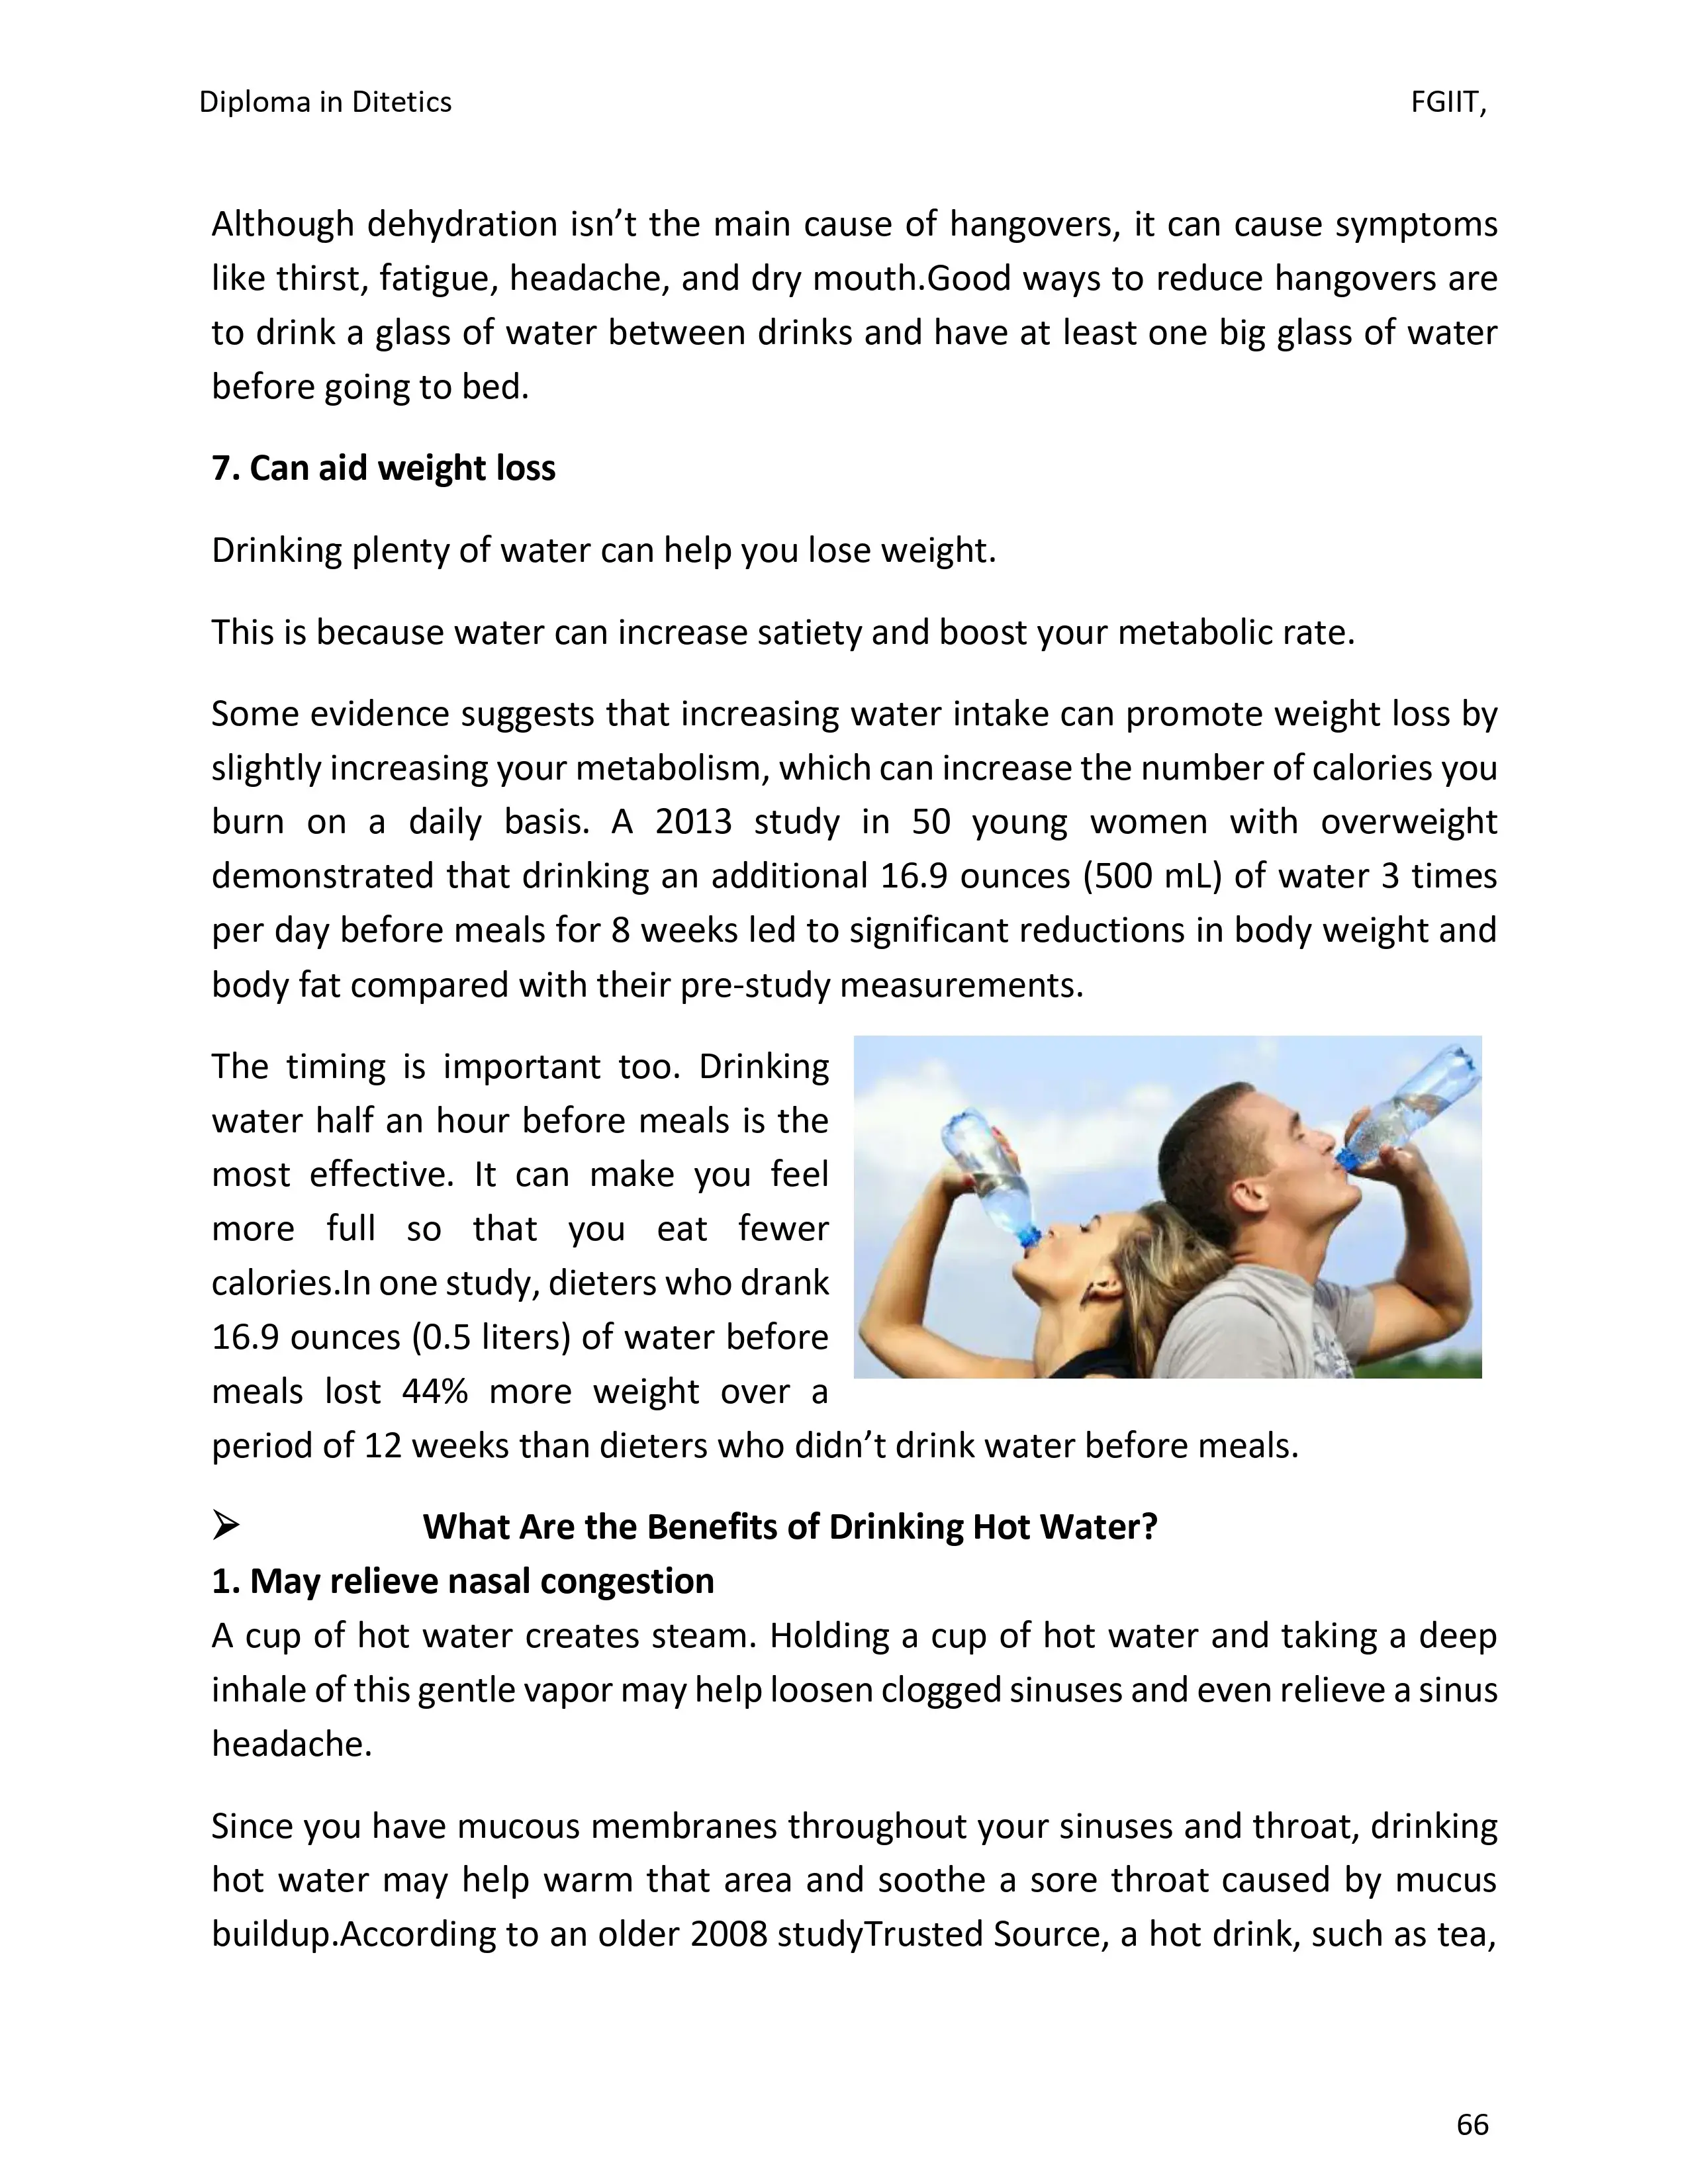 Diploma in Ditetics FGIIT,
Although dehydration isn’t the main cause of hangovers, it can cause symptoms
like thirst, fatigue, headache, and dry mouth.Good ways to reduce hangovers are
to drink a glass of water between drinks and have at least one big glass of water
before going to bed.
7. Can aid weight loss
Drinking plenty of water can help you lose weight.
This is because water can increase satiety and boost your metabolic rate.
Some evidence suggests that increasing water intake can promote weight loss by
slightly increasing your metabolism, which can increase the number of calories you
burn on a daily basis. A 2013 study in 50 young women with overweight
demonstrated that drinking an additional 16.9 ounces (500 mL) of water 3 times
per day before meals for 8 weeks led to significant reductions in body weight and
body fat compared with their pre-study measurements.
The timing is important too. Drinking
water half an hour before meals is the
most effective. It can make you feel
more full so that you eat fewer
calories.In one study, dieters who drank
16.9 ounces (0.5 liters) of water before
meals lost 44% more weight over a
period of 12 weeks than dieters who didn’t drink water before meals.
➢ What Are the Benefits of Drinking Hot Water?
1. May relieve nasal congestion
A cup of hot water creates steam. Holding a cup of hot water and taking a deep
inhale of this gentle vapor may help loosen clogged sinuses and even relieve a sinus
headache.
Since you have mucous membranes throughout your sinuses and throat, drinking
hot water may help warm that area and soothe a sore throat caused by mucus
buildup.According to an older 2008 studyTrusted Source, a hot drink, such as tea,
66